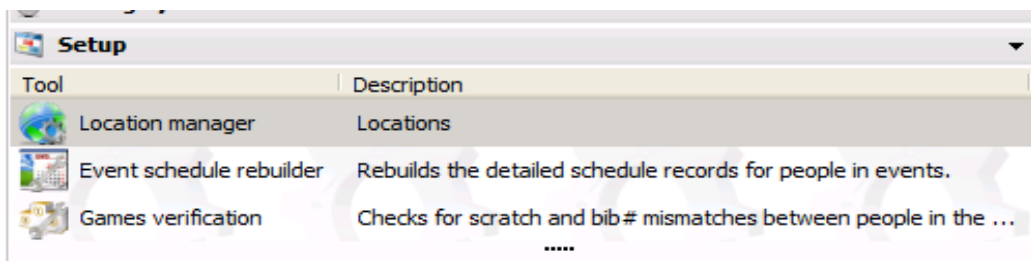 Setup
Tool Description
Location manager Locations
Event schedule rebuilder Rebuilds the detailed schedule records for people in events.
Games verification Checks for scratch and bib# mismatches between people in the ...